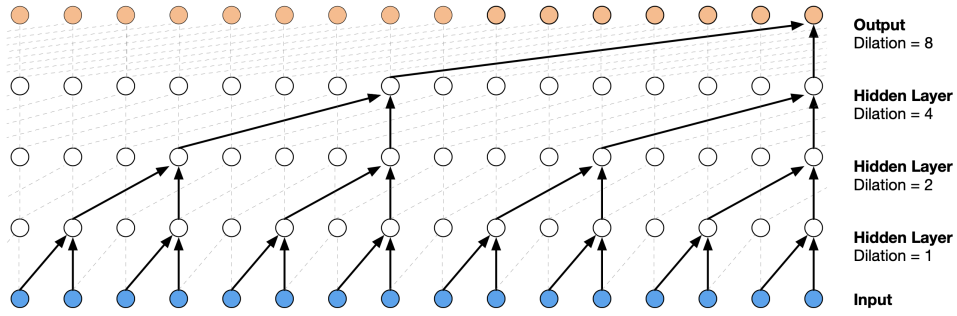 Output
Dilation = 8
Hidden Layer
Dilation = 4
Hidden Layer
Dilation = 2
Hidden Layer
Dilation = 1
Input